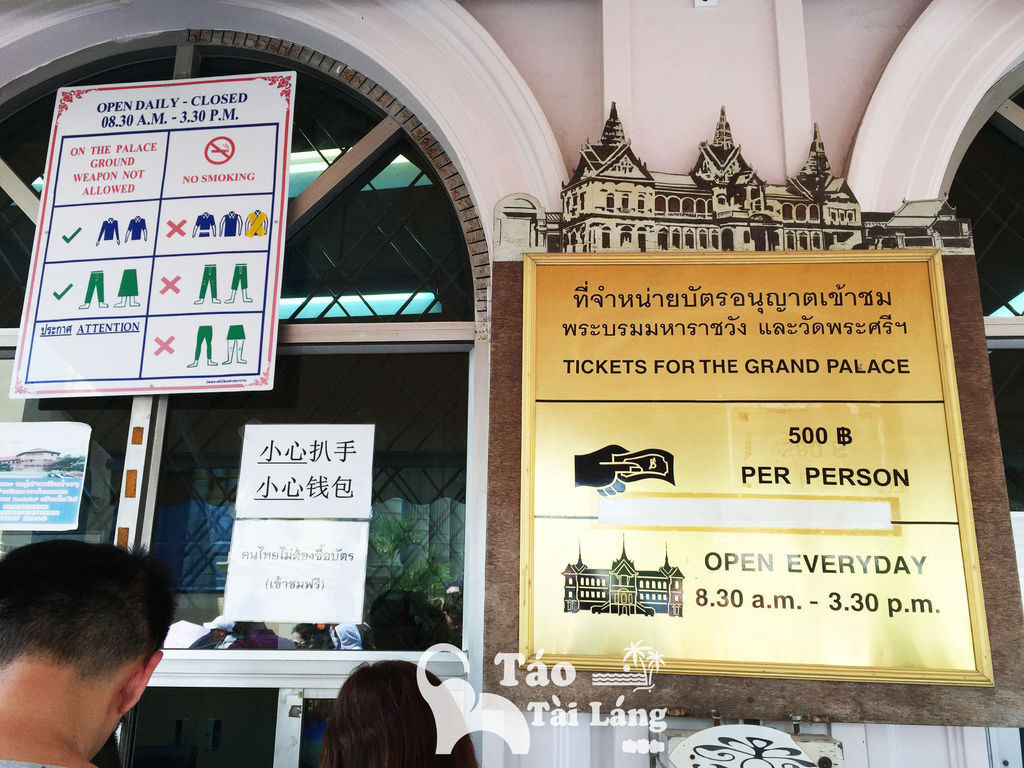 OPEN DAILY - CLOSED
08.30 A.M. - 3.30 P.M.
ON THE PALACE
GROUND
WEAPON NOT
ALLOWED
NO SMOKING
ประกาศ ATTENTION
小心扒手
小心钱包
คนไทยไม่ต้องซื้อบัตร
(เข้าชมฟรี)
ที่จำหน่ายบัตรอนุญาตเข้าชม
พระบรมมหาราชวัง และวัดพระศรีฯ
TICKETS FOR THE GRAND PALACE
500 ฿
PER PERSON
OPEN EVERYDAY
8.30 a.m. - 3.30 p.m.
Táo
Tài Láng